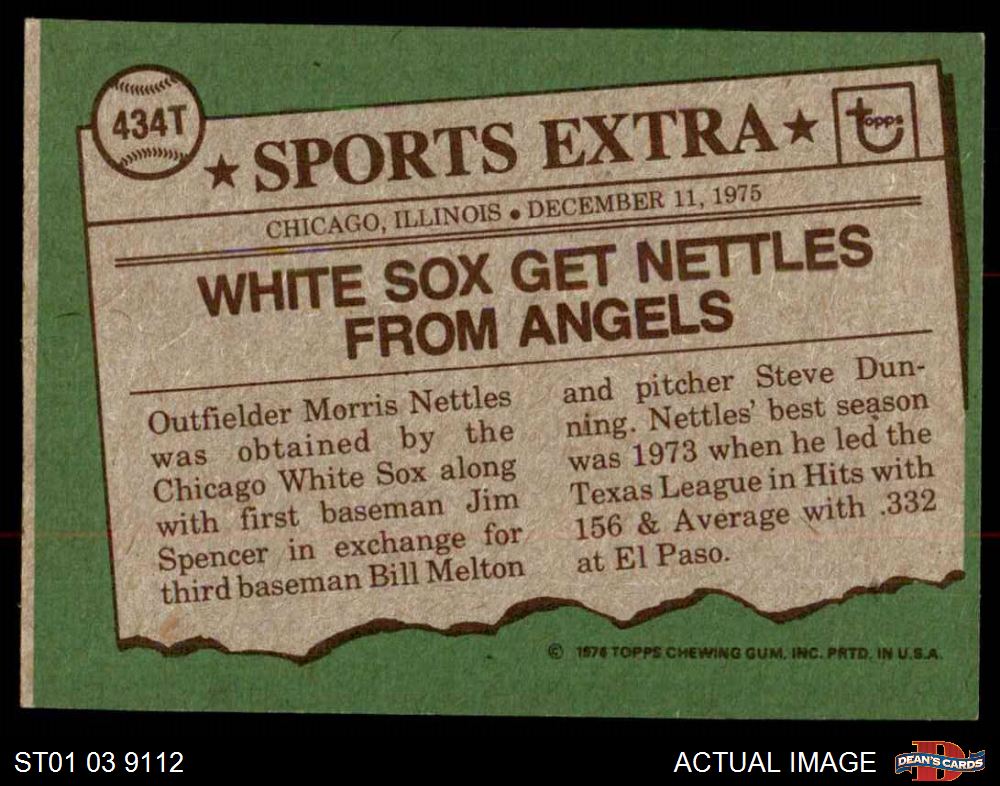 434T
★ SPORTS EXTRA ★
Topps
CHICAGO, ILLINOIS • DECEMBER 11, 1975
WHITE SOX GET NETTLES
FROM ANGELS
Outfielder Morris Nettles
was obtained by the
Chicago White Sox along
with first baseman Jim
Spencer in exchange for
third baseman Bill Melton
and pitcher Steve Dun-
ning. Nettles' best season
was 1973 when he led the
Texas League in Hits with
156 & Average with .332
at El Paso.
© 1976 TOPPS CHEWING GUM, INC. PRTD. IN U.S.A.
ST01 03 9112
ACTUAL IMAGE
D
DEAN'S CARDS